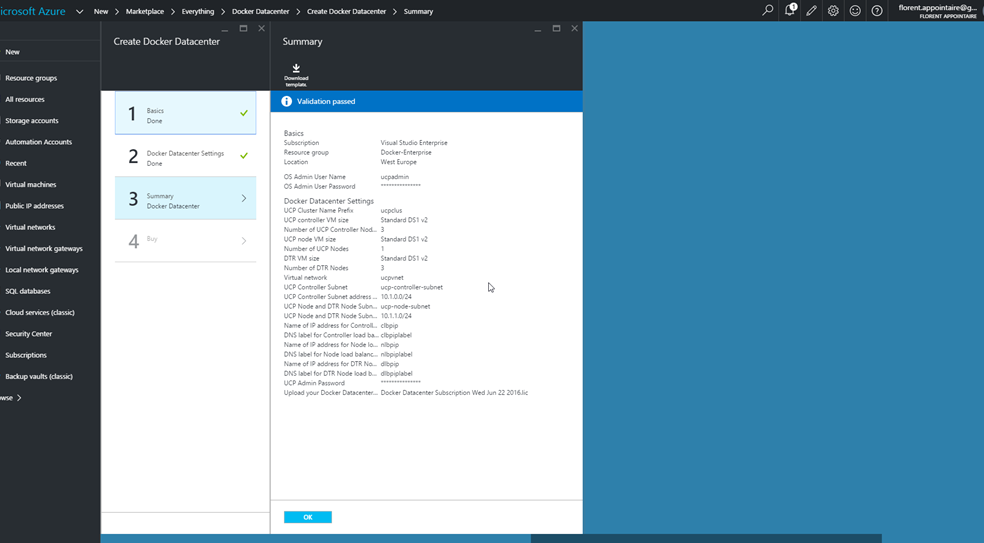 icrosoft Azure
New > Marketplace > Everything > Docker Datacenter > Create Docker Datacenter > Summary
1
florent.appointaire@g...
FLORENT APPOINTAIRE
New
Resource groups
All resources
Storage accounts
Automation Accounts
Recent
Virtual machines
Public IP addresses
Virtual networks
Virtual network gateways
Local network gateways
SQL databases
Cloud services (classic)
Security Center
Subscriptions
Backup vaults (classic)
owse >
Create Docker Datacenter
1
Basics
Done
2
Docker Datacenter Settings
Done
3
Summary
Docker Datacenter
4
Buy
Summary
Download
template.
Validation passed
Basics
Subscription Visual Studio Enterprise
Resource group Docker-Enterprise
Location West Europe
OS Admin User Name ucpadmin
OS Admin User Password ***************
Docker Datacenter Settings
UCP Cluster Name Prefix ucpclus
UCP controller VM size Standard DS1 v2
Number of UCP Controller Nod... 3
UCP node VM size Standard DS1 v2
Number of UCP Nodes 1
DTR VM size Standard DS1 v2
Number of DTR Nodes 3
Virtual network ucpvnet
UCP Controller Subnet ucp-controller-subnet
UCP Controller Subnet address ... 10.1.0.0/24
UCP Node and DTR Node Subn... ucp-node-subnet
UCP Node and DTR Node Subn... 10.1.1.0/24
Name of IP address for Controll... clbpip
DNS label for Controller load ba... clbpiplabel
Name of IP address for Node lo... nlbpip
DNS label for Node load balanc... nlbpiplabel
Name of IP address for DTR No... dlbpip
DNS label for DTR Node load b... dlbpiplabel
UCP Admin Password ***************
Upload your Docker Datacenter... Docker Datacenter Subscription Wed Jun 22 2016.lic
OK